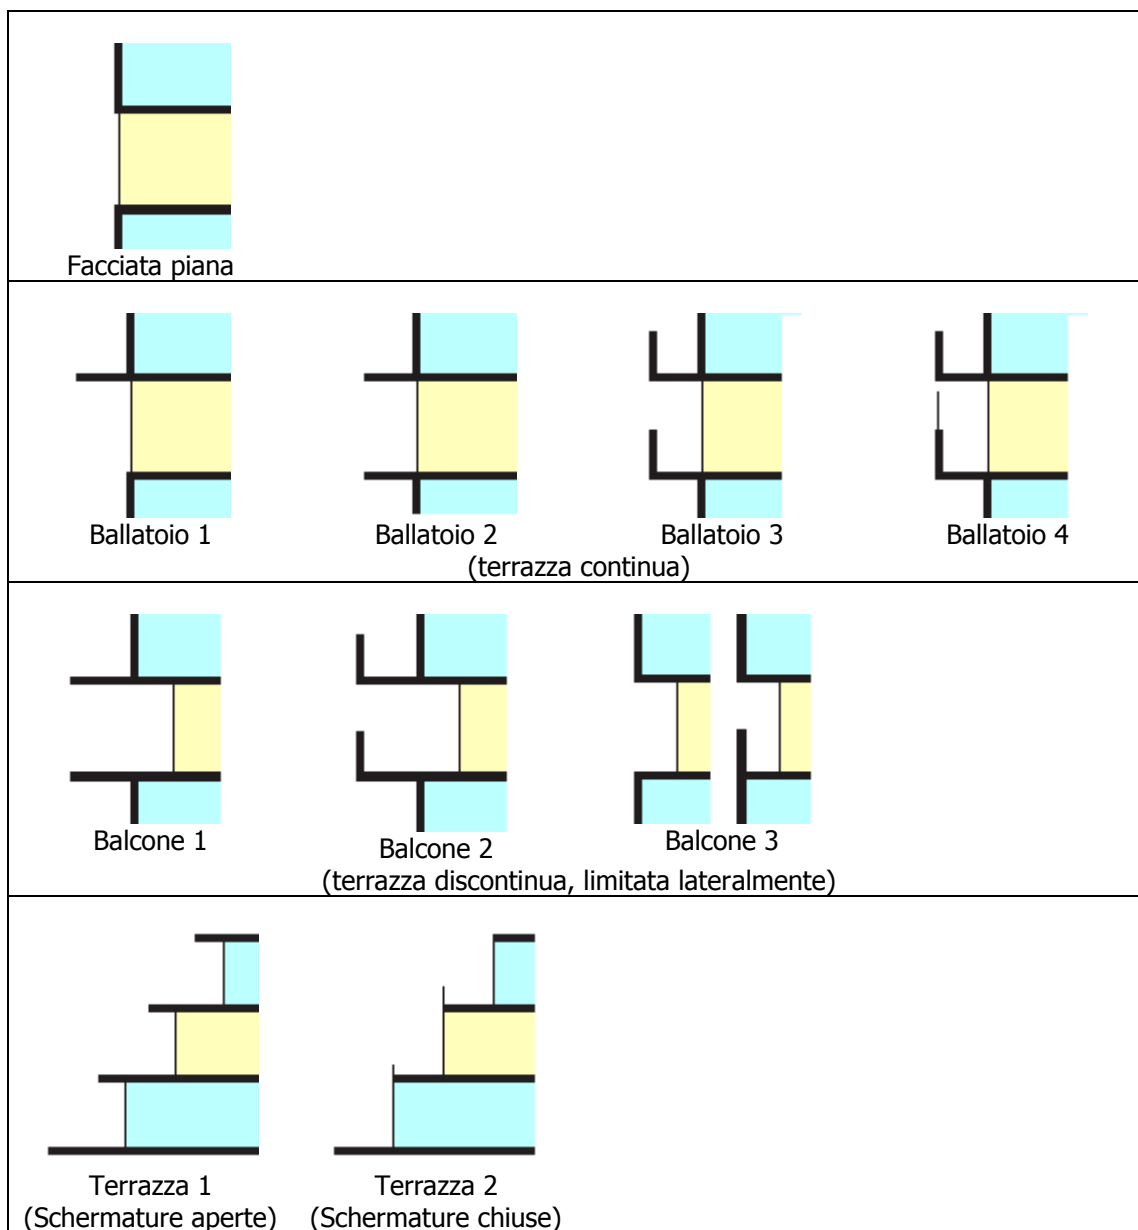 Facciata piana
Ballatoio 1 Ballatoio 2 Ballatoio 3 Ballatoio 4
(terrazza continua)
Balcone 1 Balcone 2 Balcone 3
(terrazza discontinua, limitata lateralmente)
Terrazza 1 Terrazza 2
(Schermature aperte) (Schermature chiuse)